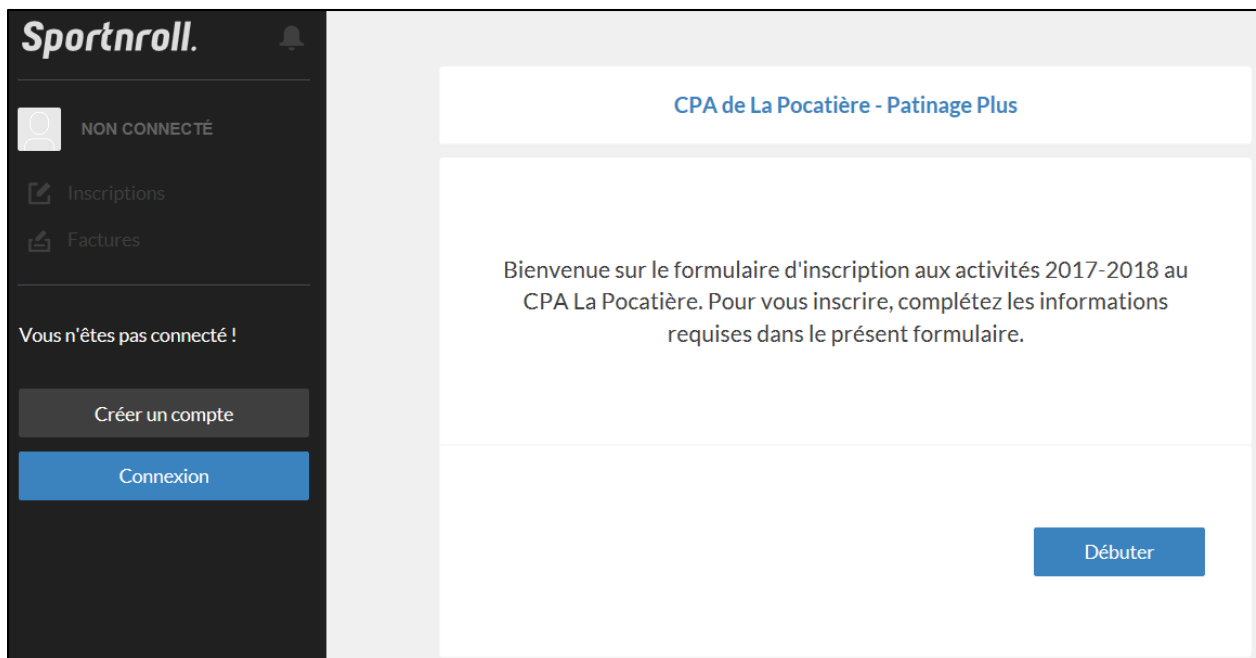 Sportnroll.
NON CONNECTÉ
Inscriptions
Factures
Vous n'êtes pas connecté !
Créer un compte
Connexion
CPA de La Pocatière - Patinage Plus
Bienvenue sur le formulaire d'inscription aux activités 2017-2018 au
CPA La Pocatière. Pour vous inscrire, complétez les informations
requises dans le présent formulaire.
Débuter